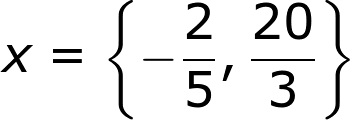 x = {-2/5, 20/3}